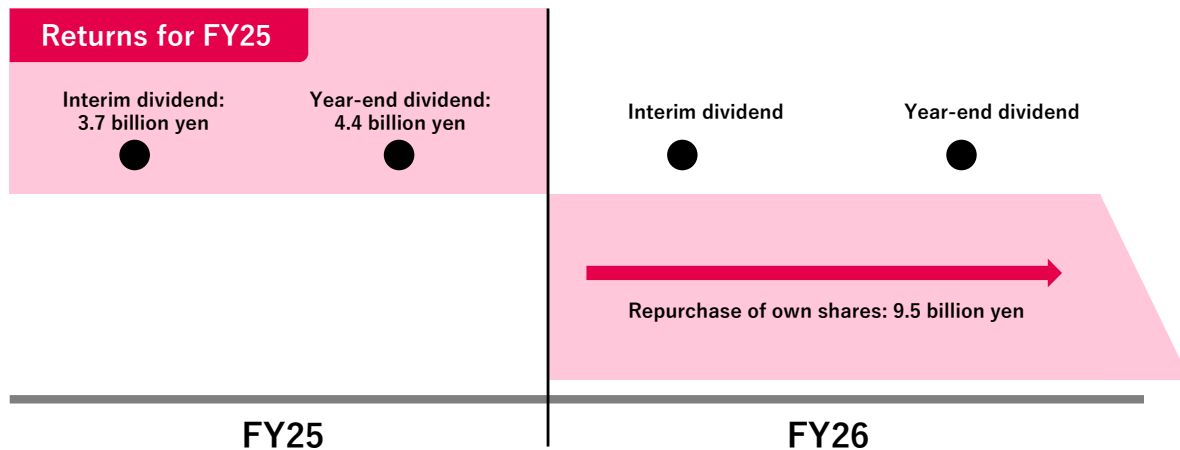 Returns for FY25
Interim dividend:
3.7 billion yen
Year-end dividend:
4.4 billion yen
Interim dividend
Year-end dividend
Repurchase of own shares: 9.5 billion yen
FY25
FY26